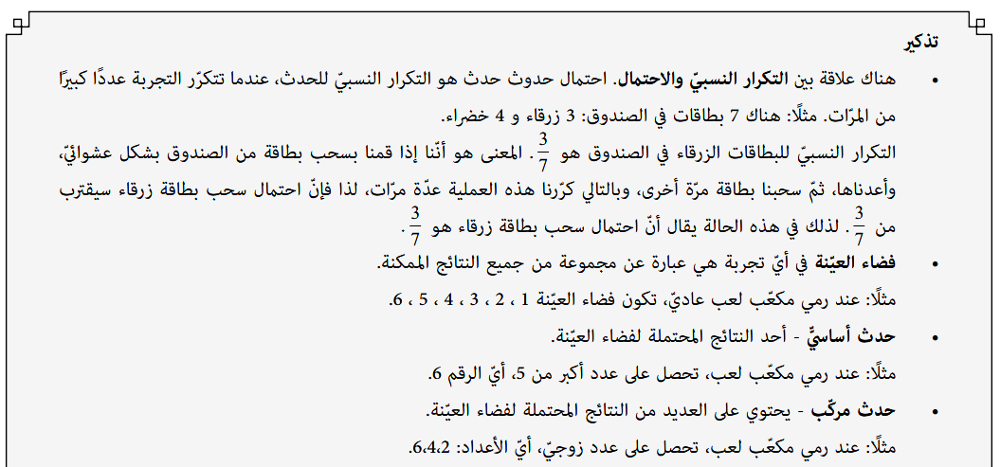 تذكير
• هناك علاقة بين التكرار النسبيّ والاحتمال. احتمال حدوث حدث هو التكرار النسبيّ للحدث، عندما تتكرّر التجربة عددًا كبيرًا
من المرّات. مثلًا: هناك 7 بطاقات في الصندوق: 3 زرقاء و 4 خضراء.
التكرار النسبيّ للبطاقات الزرقاء في الصندوق هو 3/7. المعنى هو أنّنا إذا قمنا بسحب بطاقة من الصندوق بشكل عشوائيّ،
وأعدناها، ثمّ سحبنا بطاقة مرّة أخرى، وبالتالي كرّرنا هذه العملية عدّة مرّات، لذا فإنّ احتمال سحب بطاقة زرقاء سيقترب
من 3/7. لذلك في هذه الحالة يقال أنّ احتمال سحب بطاقة زرقاء هو 3/7.
• فضاء العيّنة في أيّ تجربة هي عبارة عن مجموعة من جميع النتائج الممكنة.
مثلًا: عند رمي مكعّب لعب عاديّ، تكون فضاء العيّنة 1 ، 2 ، 3 ، 4 ، 5 ، 6.
• حدث أساسيٌّ - أحد النتائج المحتملة لفضاء العيّنة.
مثلًا: عند رمي مكعّب لعب، تحصل على عدد أكبر من 5، أيّ الرقم 6.
• حدث مركّب - يحتوي على العديد من النتائج المحتملة لفضاء العيّنة.
مثلًا: عند رمي مكعّب لعب، تحصل على عدد زوجيّ، أيّ الأعداد: 6،4،2.